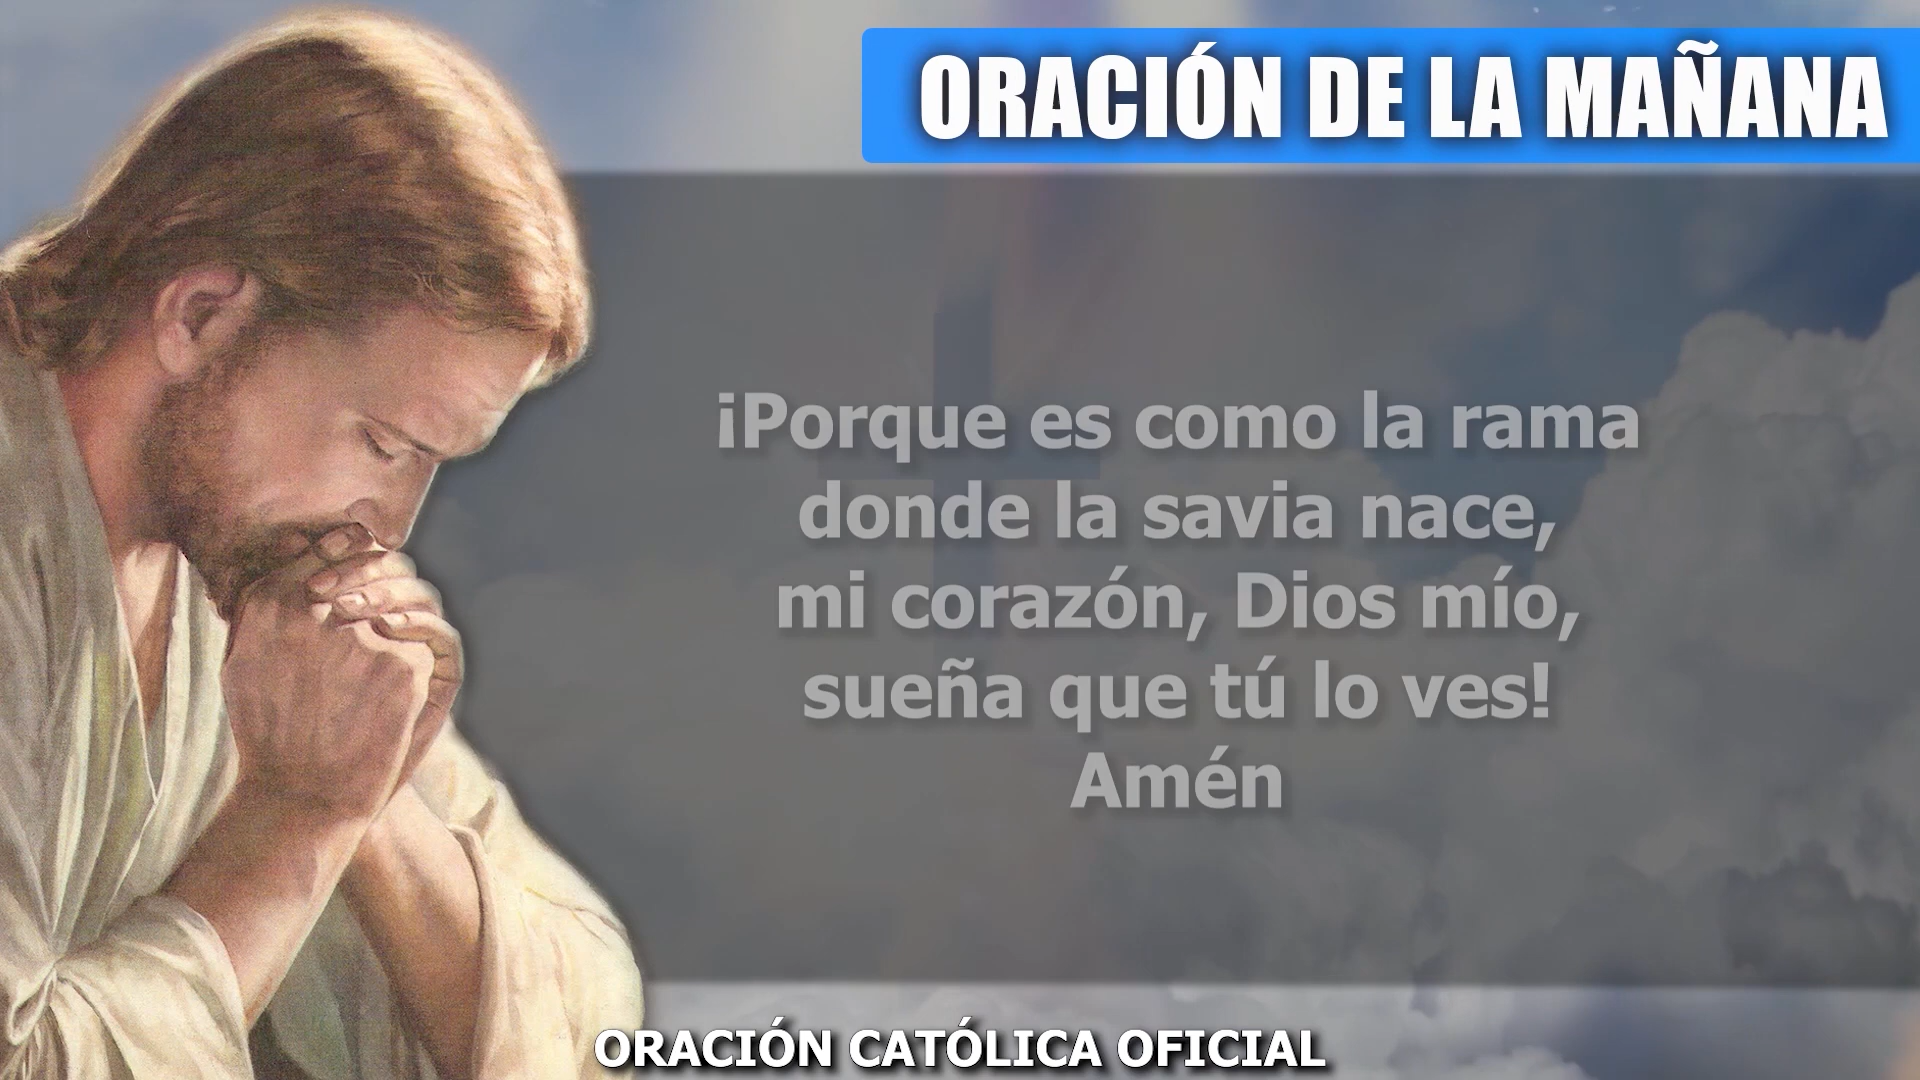 ORACIÓN DE LA MAÑANA
¡Porque es como la rama
donde la savia nace,
mi corazón, Dios mío,
sueña que tú lo ves!
Amén
ORACIÓN CATÓLICA OFICIAL